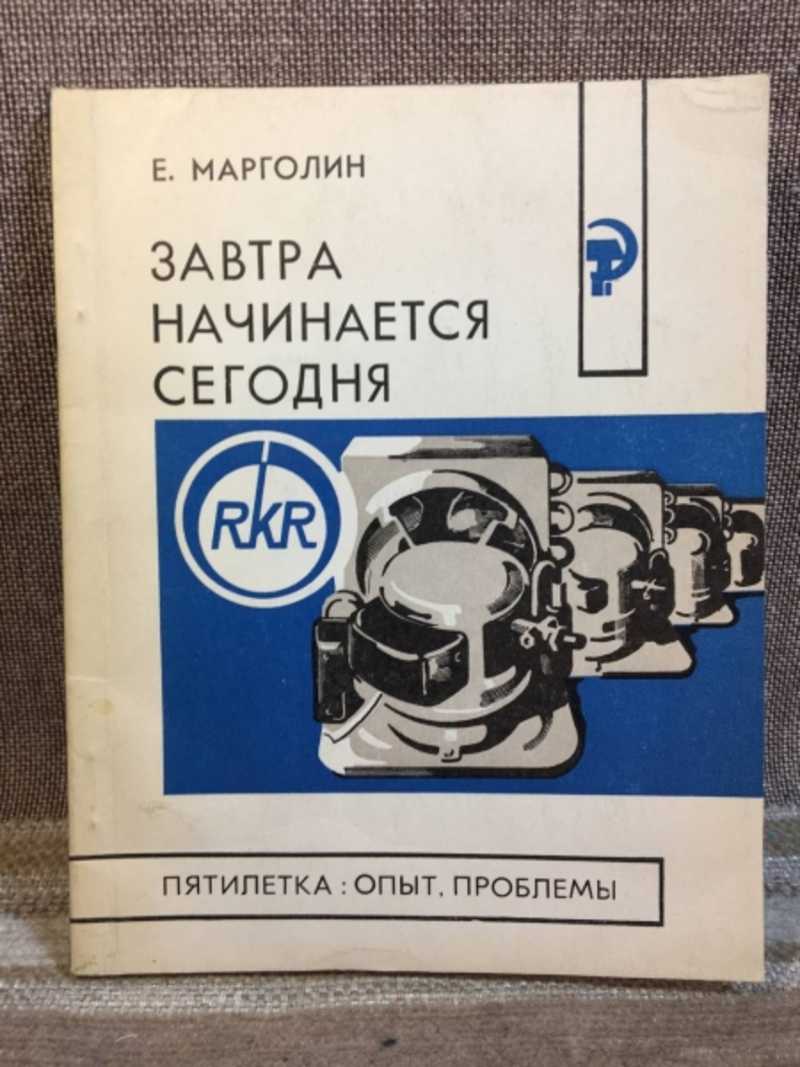 Е. МАРГОЛИН
ЗАВТРА
НАЧИНАЕТСЯ
СЕГОДНЯ
RKR
ПЯТИЛЕТКА: ОПЫТ, ПРОБЛЕМЫ